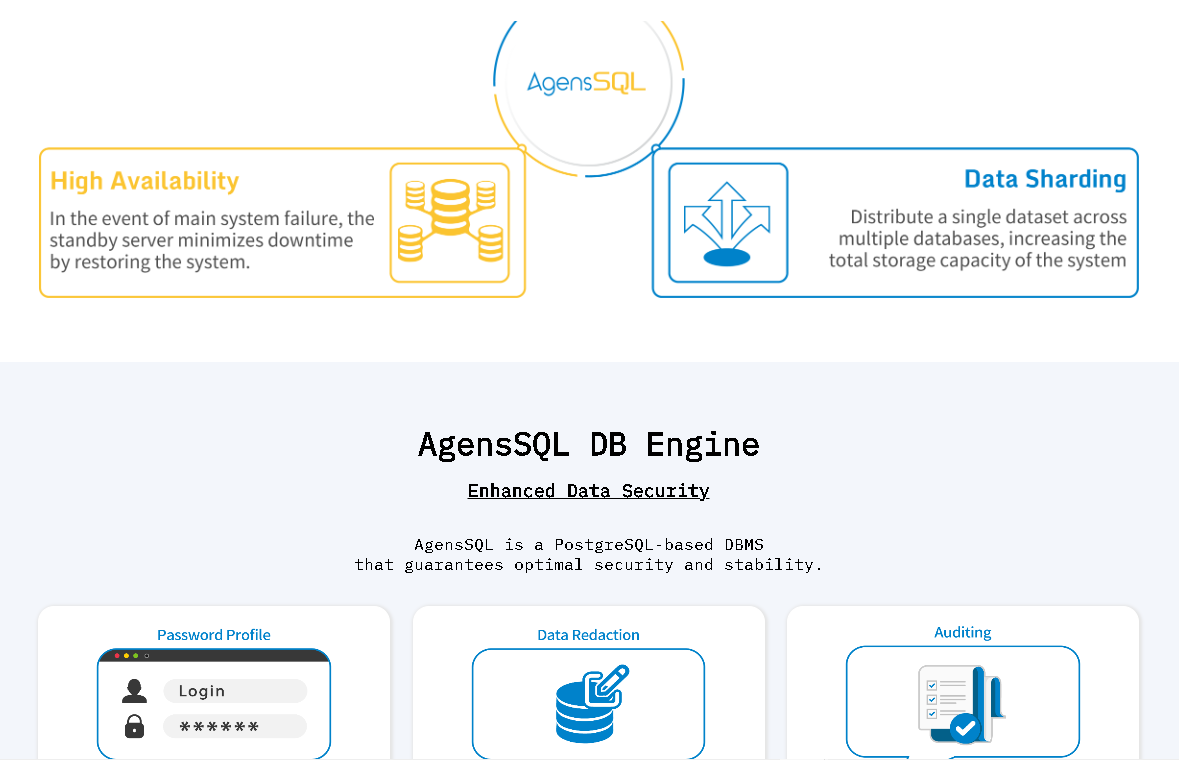 AgensSQL
High Availability
In the event of main system failure, the
standby server minimizes downtime
by restoring the system.
Data Sharding
Distribute a single dataset across
multiple databases, increasing the
total storage capacity of the system
AgensSQL DB Engine
Enhanced Data Security
AgensSQL is a PostgreSQL-based DBMS
that guarantees optimal security and stability.
Password Profile
Login
******
Data Redaction
Auditing